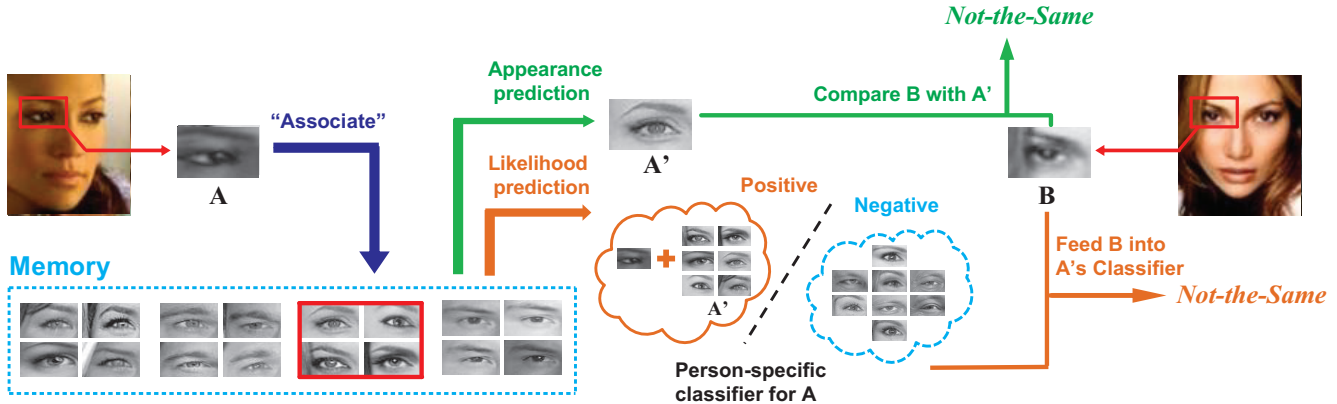 Not-the-Same
Appearance
prediction
Compare B with A’
“Associate”
A
A’
B
Likelihood
prediction
Positive
Negative
Feed B into
A’s Classifier
Not-the-Same
Memory
A’
Person-specific
classifier for A